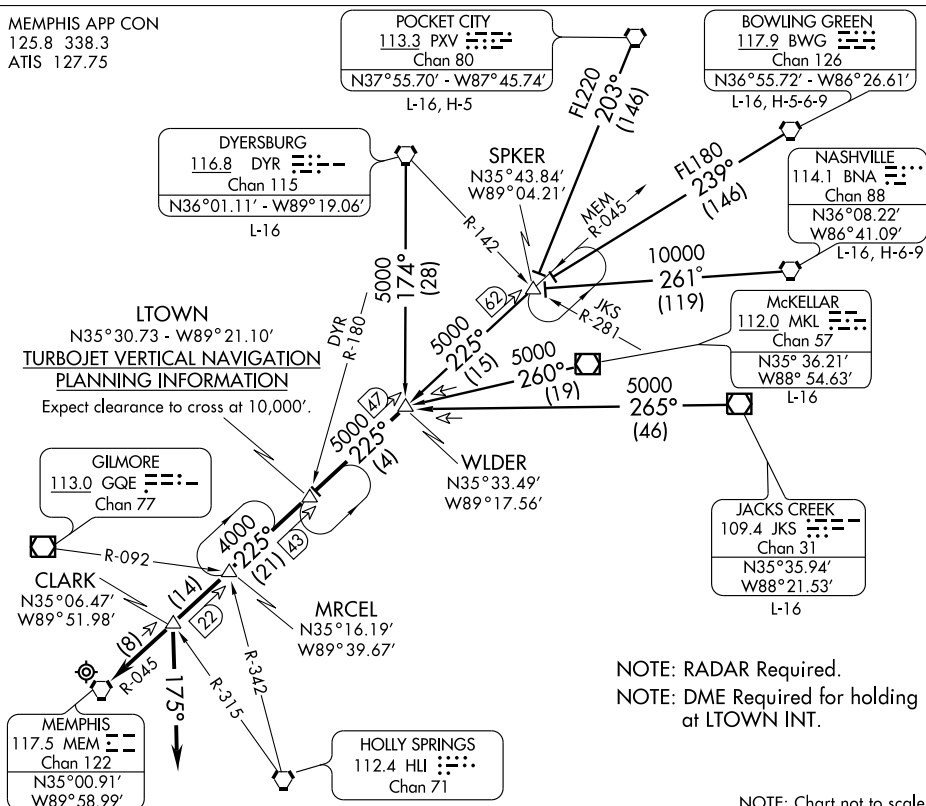 MEMPHIS APP CON
125.8 338.3
ATIS 127.75
POCKET CITY
113.3 PXV
Chan 80
N37°55.70' - W87°45.74'
L-16, H-5
BOWLING GREEN
117.9 BWG
Chan 126
N36°55.72' - W86°26.61'
L-16, H-5-6-9
DYERSBURG
116.8 DYR
Chan 115
N36°01.11' - W89°19.06'
L-16
SPKER
N35°43.84'
W89°04.21'
FL220
203°
(146)
FL180
239°
(146)
NASHVILLE
114.1 BNA
Chan 88
N36°08.22'
W86°41.09'
L-16, H-6-9
MEM
R-045
R-142
10000
261°
(119)
5000
174°
(28)
62
JKS
R-281
LTOWN
N35°30.73 - W89°21.10'
TURBOJET VERTICAL NAVIGATION
PLANNING INFORMATION
Expect clearance to cross at 10,000'.
DYR
R-180
5000
225°
(15)
5000
260°
(19)
McKELLAR
112.0 MKL
Chan 57
N35° 36.21'
W88° 54.63'
L-16
5000
265°
(46)
47
5000
225°
(4)
WLDER
N35°33.49'
W89°17.56'
GILMORE
113.0 GQE
Chan 77
R-092
4000
225°
(21)
43
JACKS CREEK
109.4 JKS
Chan 31
N35°35.94'
W88°21.53'
L-16
CLARK
N35°06.47'
W89°51.98'
(14)
22
MRCEL
N35°16.19'
W89°39.67'
(8)
R-045
175°
R-315
R-342
NOTE: RADAR Required.
NOTE: DME Required for holding
at LTOWN INT.
MEMPHIS
117.5 MEM
Chan 122
N35°00.91'
W89°58.99'
HOLLY SPRINGS
112.4 HLI
Chan 71
NOTE: Chart not to scale